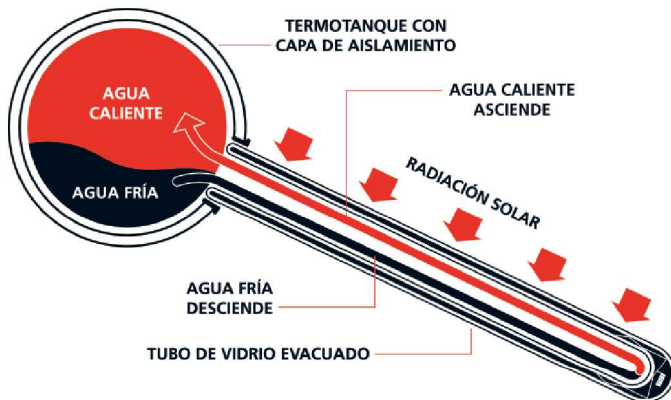 TERMOTANQUE CON
CAPA DE AISLAMIENTO
AGUA
CALIENTE
AGUA CALIENTE
ASCIENDE
AGUA FRÍA
RADIACIÓN SOLAR
AGUA FRÍA
DESCIENDE
TUBO DE VIDRIO EVACUADO